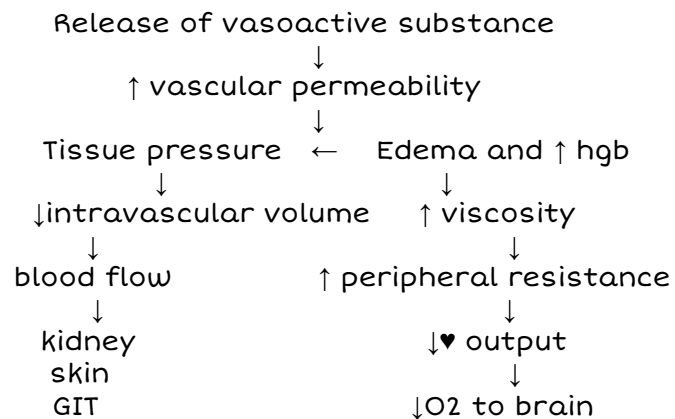 Release of vasoactive substance
↓
↑ vascular permeability
↓
Tissue pressure ← Edema and ↑ hgb
↓ ↓
↓intravascular volume ↑ viscosity
↓ ↓
blood flow ↑ peripheral resistance
↓ ↓
kidney ↓♥ output
skin ↓
GIT ↓O2 to brain